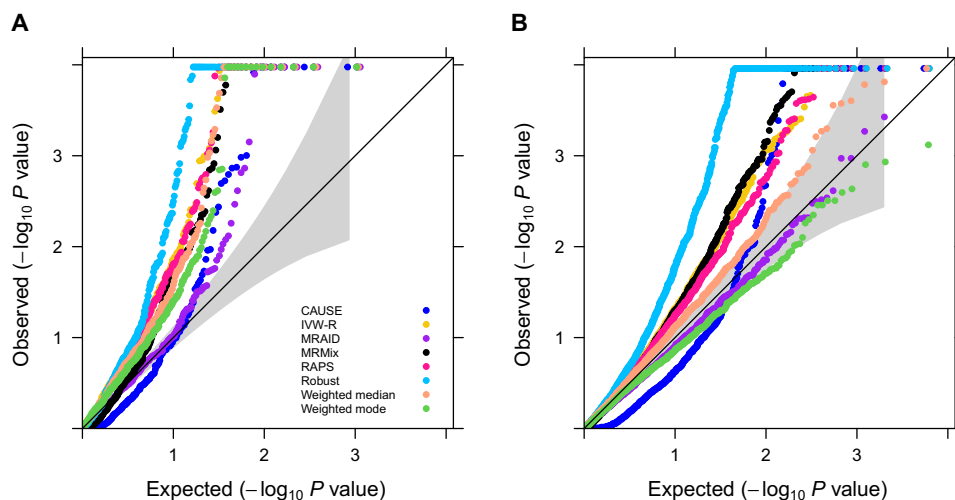 A
Observed (−log10 P value)
3
2
1
CAUSE
IVW-R
MRAID
MRMix
RAPS
Robust
Weighted median
Weighted mode
1 2 3
Expected (−log10 P value)
B
Observed (−log10 P value)
3
2
1
1 2 3
Expected (−log10 P value)